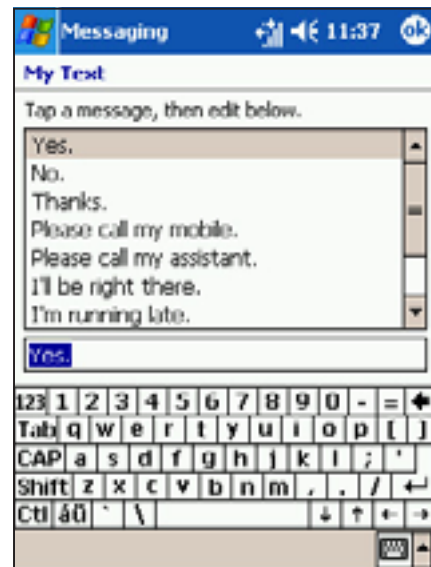 Messaging 11:37 ok
My Text
Tap a message, then edit below.
Yes.
No.
Thanks.
Please call my mobile.
Please call my assistant.
I'll be right there.
I'm running late.
Yes.
123 1 2 3 4 5 6 7 8 9 0 - =
Tab q w e r t y u i o p [ ]
CAP a s d f g h j k l ; '
Shift z x c v b n m , . /
Ctl áü ` \